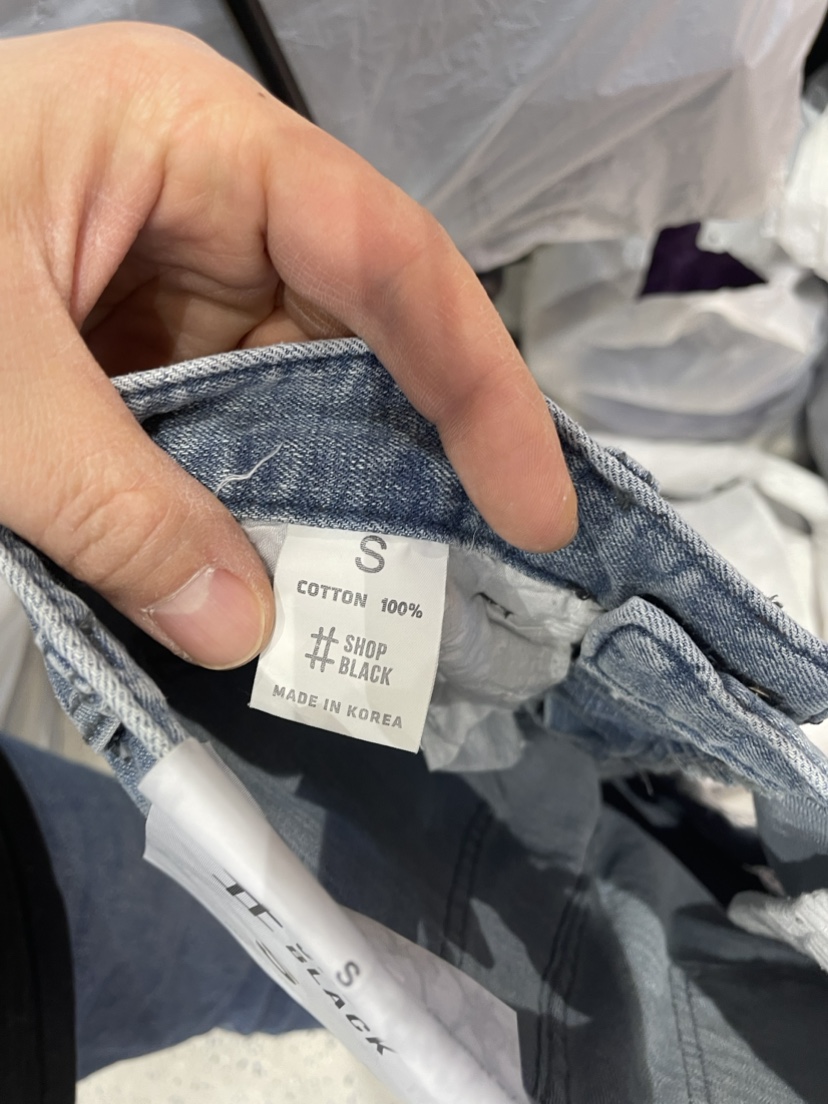 S
COTTON 100%
# SHOP
BLACK
MADE IN KOREA
S
BLACK